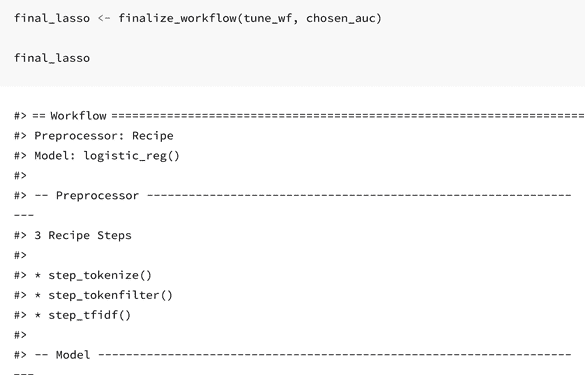 final_lasso <- finalize_workflow(tune_wf, chosen_auc)
final_lasso
#> == Workflow ====================================================================
#> Preprocessor: Recipe
#> Model: logistic_reg()
#>
#> -- Preprocessor -------------------------------------------------------------
---
#> 3 Recipe Steps
#>
#> * step_tokenize()
#> * step_tokenfilter()
#> * step_tfidf()
#>
#> -- Model --------------------------------------------------------------------
---